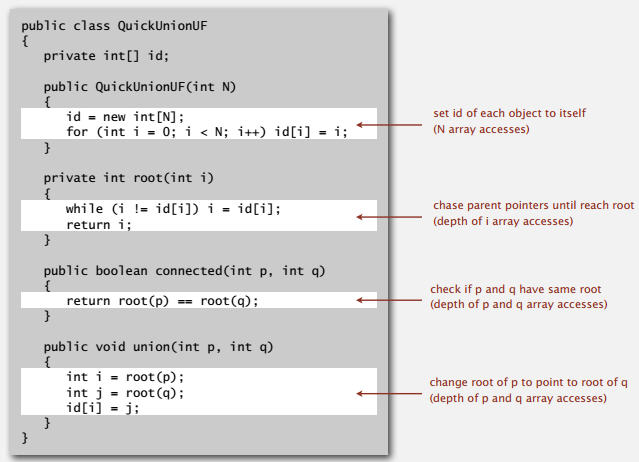 public class QuickUnionUF
{
private int[] id;
public QuickUnionUF(int N)
{
id = new int[N];
for (int i = 0; i < N; i++) id[i] = i;
}
set id of each object to itself
(N array accesses)
private int root(int i)
{
while (i != id[i]) i = id[i];
return i;
}
chase parent pointers until reach root
(depth of i array accesses)
public boolean connected(int p, int q)
{
return root(p) == root(q);
}
check if p and q have same root
(depth of p and q array accesses)
public void union(int p, int q)
{
int i = root(p);
int j = root(q);
id[i] = j;
}
change root of p to point to root of q
(depth of p and q array accesses)
}